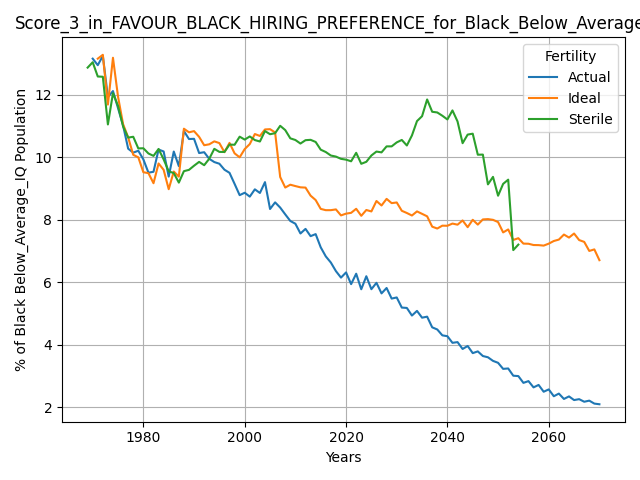 Score_3_in_FAVOUR_BLACK_HIRING_PREFERENCE_for_Black_Below_Average
% of Black Below_Average_IQ Population
12
10
8
6
4
2
Fertility
Actual
Ideal
Sterile
1980
2000
2020
2040
2060
Years